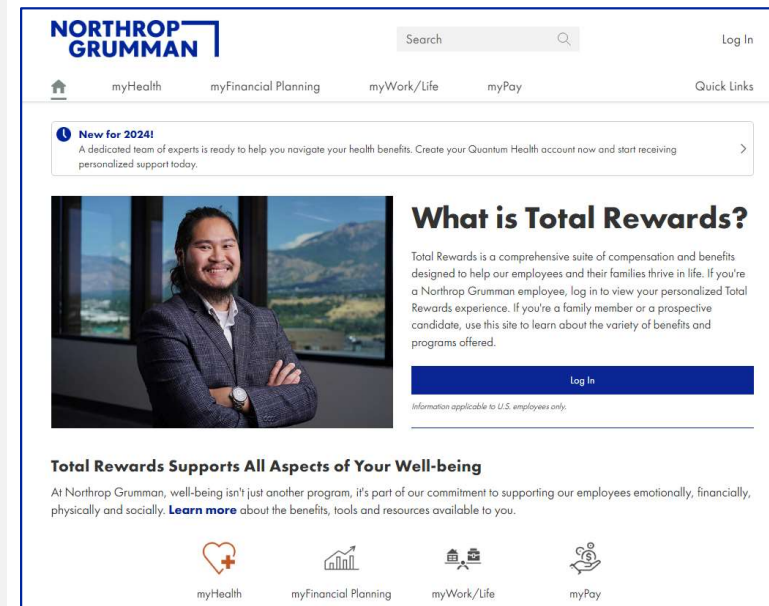 NORTHROP
GRUMMAN
Search
Log In
myHealth
myFinancial Planning
myWork/Life
myPay
Quick Links
New for 2024!
A dedicated team of experts is ready to help you navigate your health benefits. Create your Quantum Health account now and start receiving
personalized support today.
What is Total Rewards?
Total Rewards is a comprehensive suite of compensation and benefits
designed to help our employees and their families thrive in life. If you're
a Northrop Grumman employee, log in to view your personalized Total
Rewards experience. If you're a family member or a prospective
candidate, use this site to learn about the variety of benefits and
programs offered.
Log In
Information applicable to U.S. employees only.
Total Rewards Supports All Aspects of Your Well-being
At Northrop Grumman, well-being isn't just another program, it's part of our commitment to supporting our employees emotionally, financially,
physically and socially. Learn more about the benefits, tools and resources available to you.
myHealth
myFinancial Planning
myWork/Life
myPay